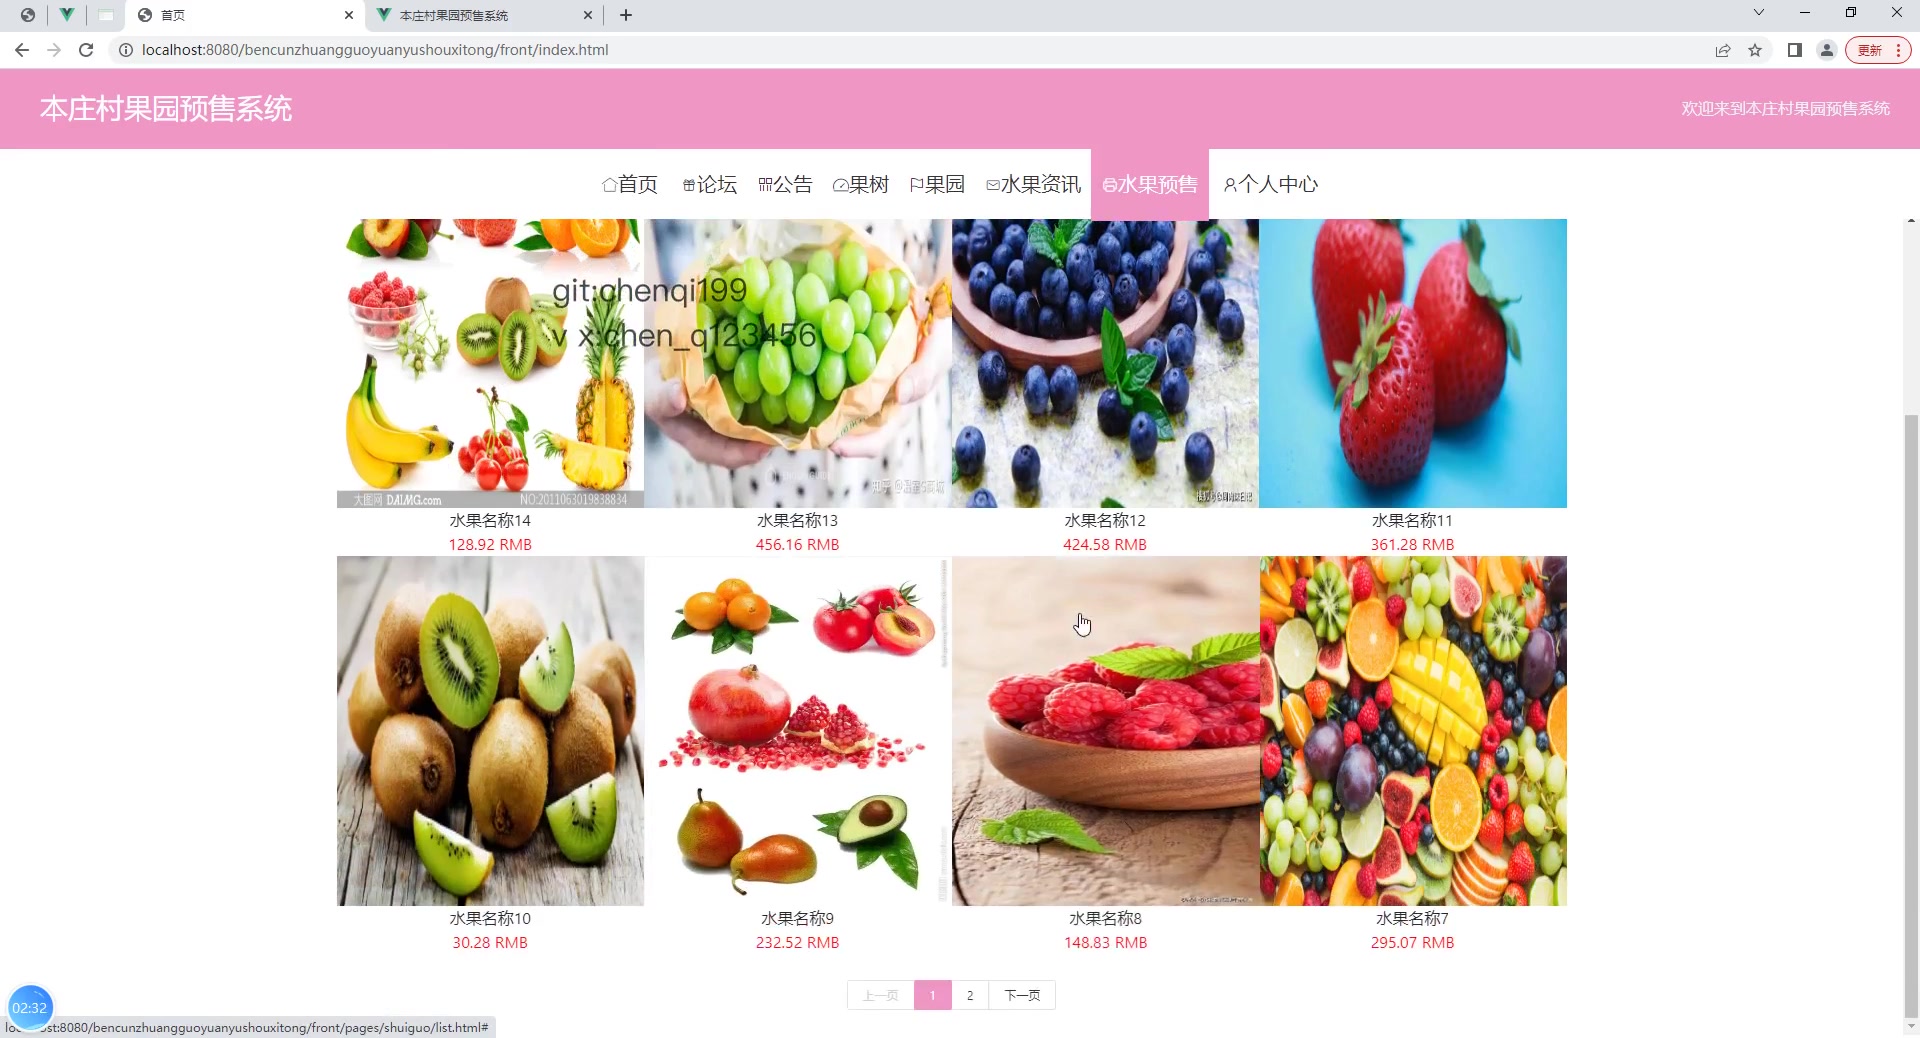 首页
本庄村果园预售系统
localhost:8080/bencunzhuangguoyuanyushouxitong/front/index.html
更新
本庄村果园预售系统
欢迎来到本庄村果园预售系统
首页 论坛 公告 果树 果园 水果资讯 水果预售 个人中心
git:chenqi199
v x:chen_q123456
大图网 DAIMG.com NO:2011063019838834
水果名称14
128.92 RMB
水果名称13
456.16 RMB
水果名称12
424.58 RMB
水果名称11
361.28 RMB
水果名称10
30.28 RMB
水果名称9
232.52 RMB
水果名称8
148.83 RMB
水果名称7
295.07 RMB
上一页 1 2 下一页
02:32
st:8080/bencunzhuangguoyuanyushouxitong/front/pages/shuiguo/list.html#